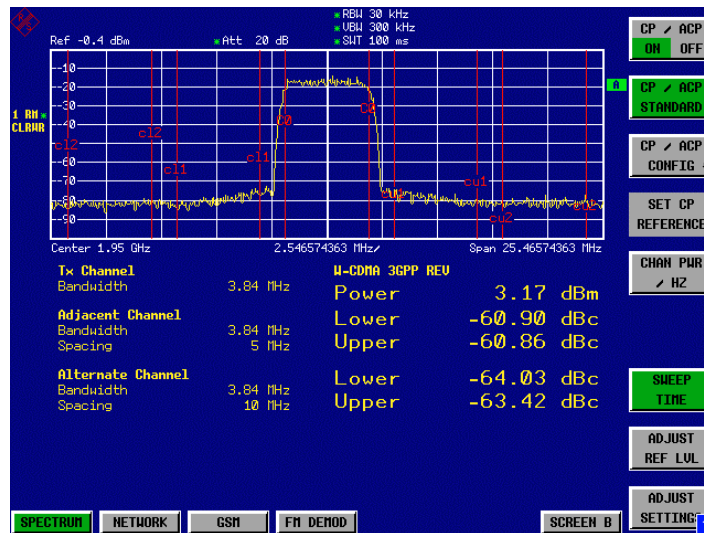 *RBW 30 kHz
*VBW 300 kHz
Ref -0.4 dBm *Att 20 dB *SWT 100 ms
-10
-20
-30
-40
-60
-70
-80
-90
1 RM*
CLRWR
A
cl2
cl2
cl1
cl1
C0
C0
cu1
cu2
Center 1.95 GHz 2.546574363 MHz/ Span 25.46574363 MHz
Tx Channel W-CDMA 3GPP REV
Bandwidth 3.84 MHz Power 3.17 dBm
Adjacent Channel Lower -60.90 dBc
Bandwidth 3.84 MHz Upper -60.86 dBc
Spacing 5 MHz
Alternate Channel Lower -64.03 dBc
Bandwidth 3.84 MHz Upper -63.42 dBc
Spacing 10 MHz
CP / ACP
ON OFF
CP / ACP
STANDARD
CP / ACP
CONFIG
SET CP
REFERENCE
CHAN PWR
/ HZ
SWEEP
TIME
ADJUST
REF LVL
ADJUST
SETTINGS
SPECTRUM NETWORK GSM FM DEMOD SCREEN B